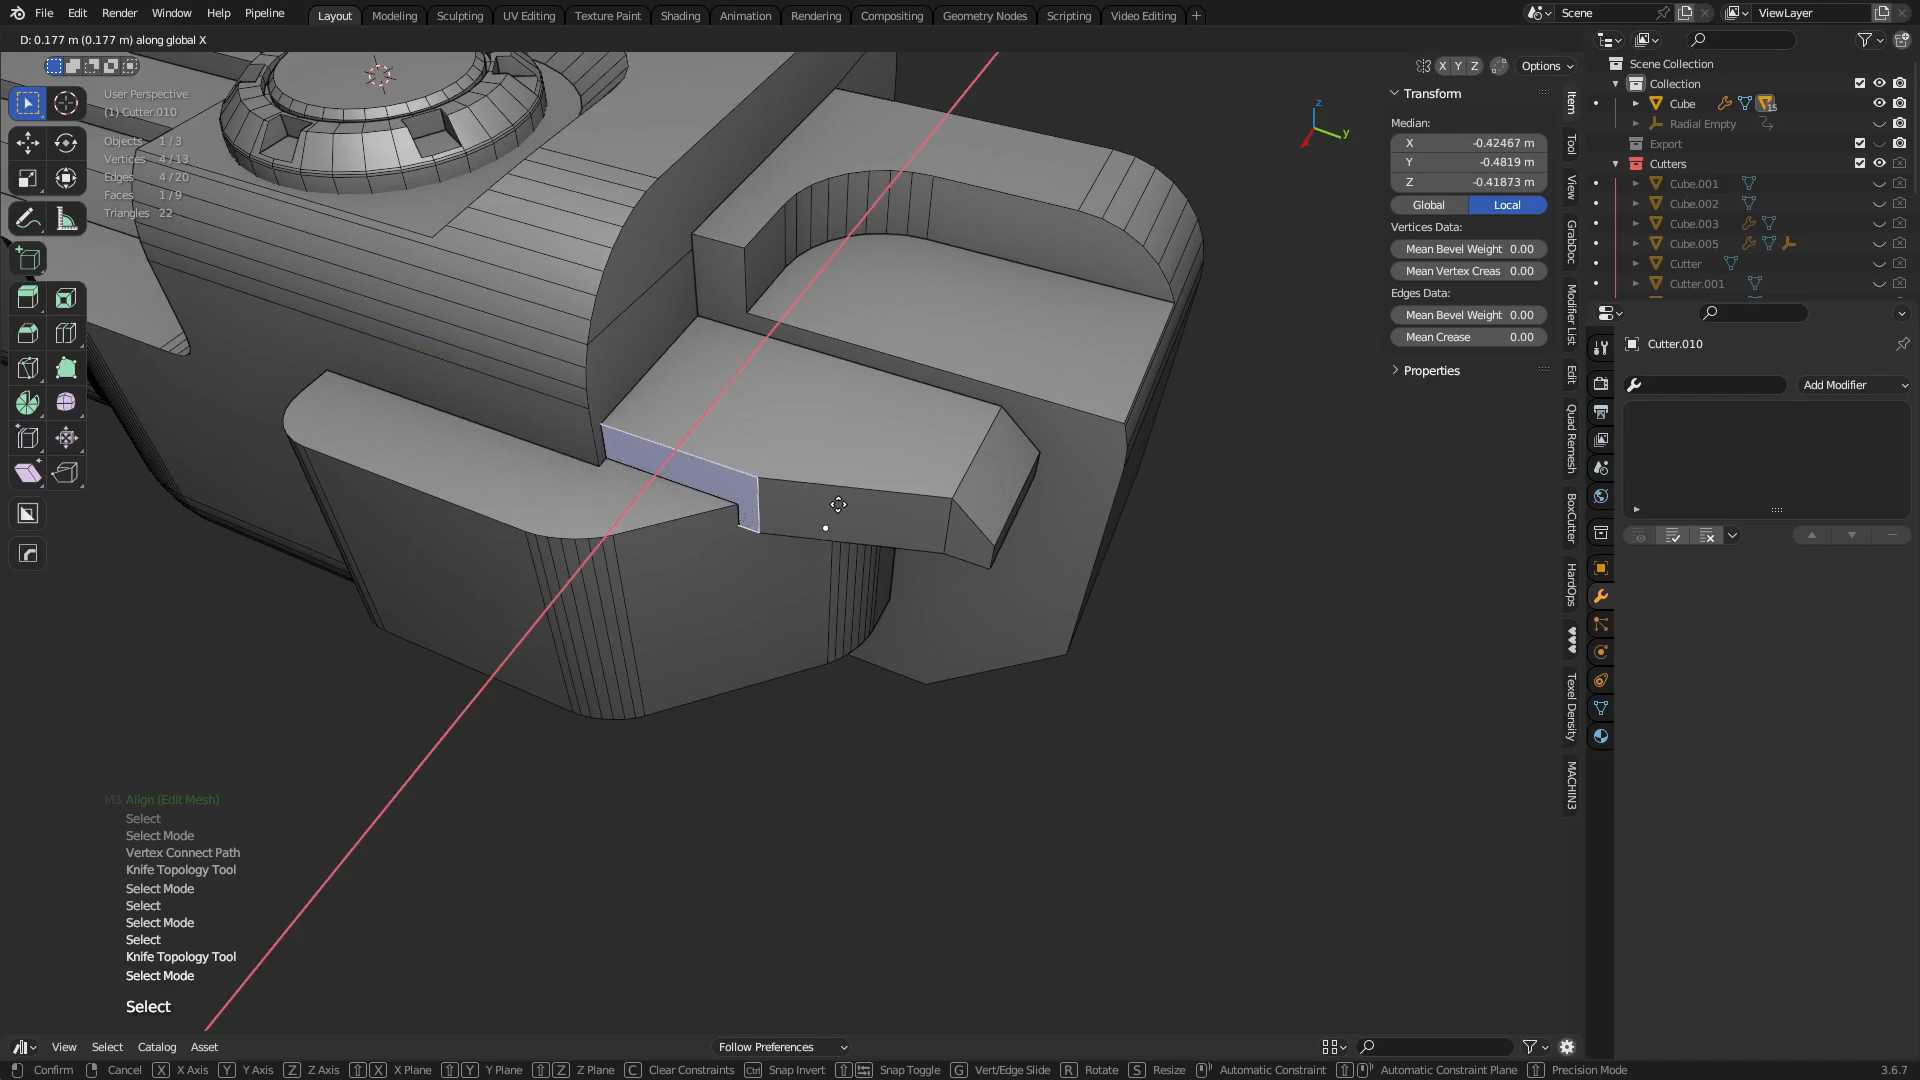 File Edit Render Window Help Pipeline Layout Modeling Sculpting UV Editing Texture Paint Shading Animation Rendering Compositing Geometry Nodes Scripting Video Editing + Scene ViewLayer
D: 0.177 m (0.177 m) along global X
X Y Z Options
User Perspective
(1) Cutter.010
Objects 1/3
Vertices 4/13
Edges 4/20
Faces 1/9
Triangles 22
Z
Y
Transform
Median:
X -0.42467 m
Y -0.4819 m
Z -0.41873 m
Global Local
Vertices Data:
Mean Bevel Weight 0.00
Mean Vertex Creas 0.00
Edges Data:
Mean Bevel Weight 0.00
Mean Crease 0.00
Properties
Item
Tool
View
GrabDoc
Modifier List
Edit
Quad Remesh
BoxCutter
HardOps
Texel Density
MACHIN3
Scene Collection
Collection
Cube 15
Radial Empty
Export
Cutters
Cube.001
Cube.002
Cube.003
Cube.005
Cutter
Cutter.001
Cutter.010
Add Modifier
M3 Align (Edit Mesh)
Select
Select Mode
Vertex Connect Path
Knife Topology Tool
Select Mode
Select
Select Mode
Select
Knife Topology Tool
Select Mode
Select
View Select Catalog Asset Follow Preferences
Confirm Cancel X X Axis Y Y Axis Z Z Axis X X Plane Y Y Plane Z Z Plane C Clear Constraints Ctrl Snap Invert Snap Toggle G Vert/Edge Slide R Rotate S Resize Automatic Constraint Automatic Constraint Plane Precision Mode 3.6.7